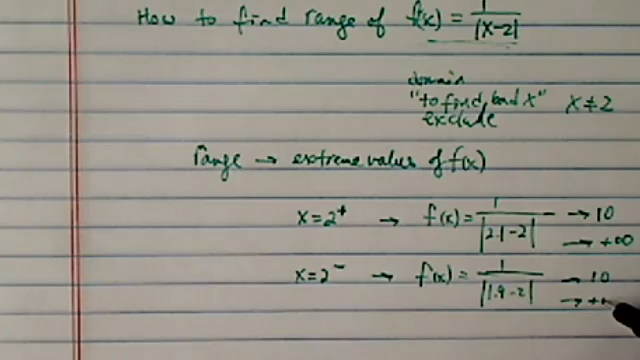 How to find range of f(x) = 1/|x-2|
domain
"to find bad x" x ≠ 2
exclude
range → extreme values of f(x)
x = 2⁺ → f(x) = 1/|2.1-2| → 10
→ +∞
x = 2⁻ → f(x) = 1/|1.9-2| → 10
→ +